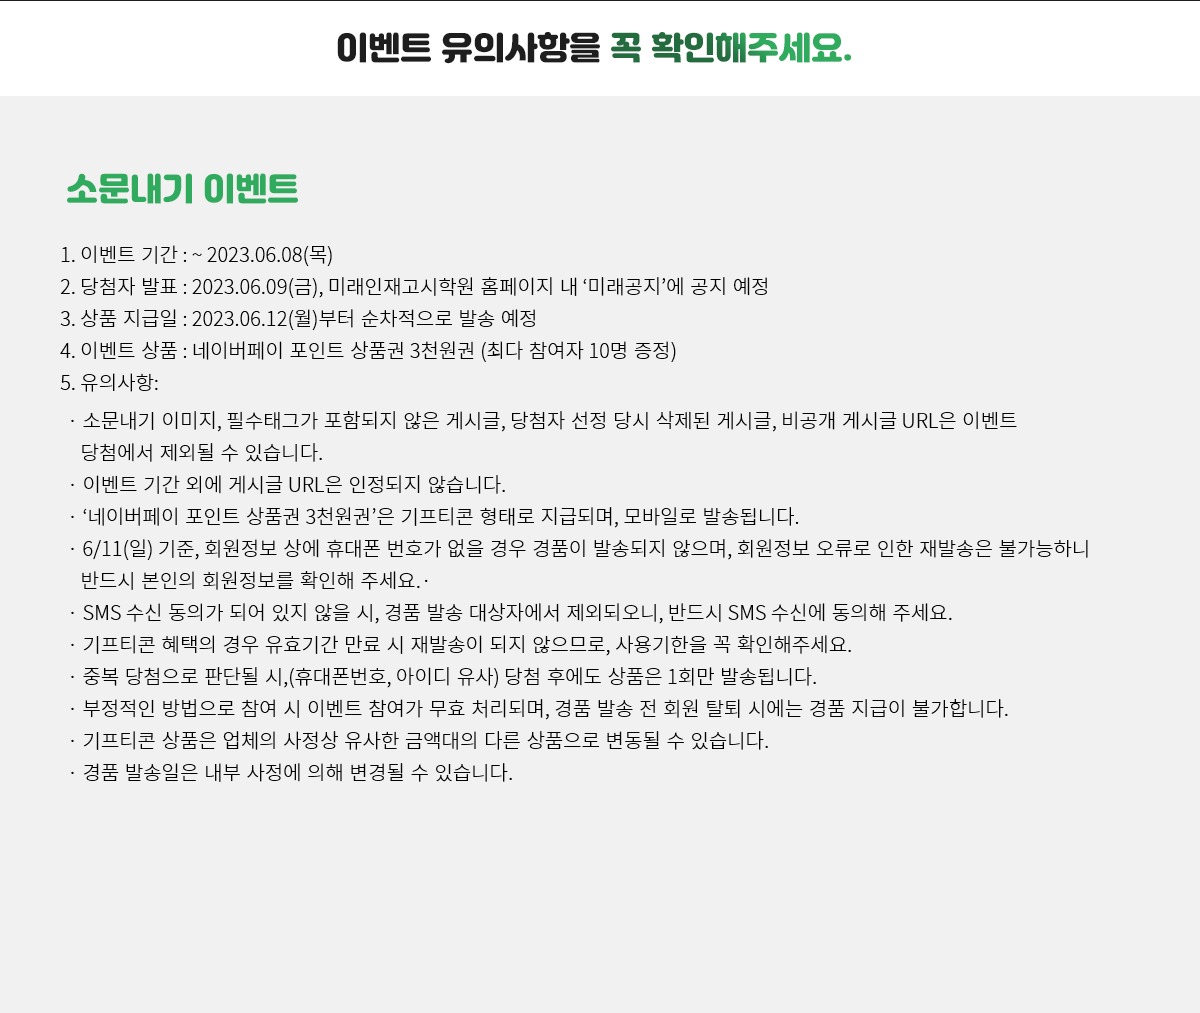 이벤트 유의사항을 꼭 확인해주세요.
소문내기 이벤트
1. 이벤트 기간 : ~ 2023.06.08(목)
2. 당첨자 발표 : 2023.06.09(금), 미래인재고시학원 홈페이지 내 ‘미래공지’에 공지 예정
3. 상품 지급일 : 2023.06.12(월)부터 순차적으로 발송 예정
4. 이벤트 상품 : 네이버페이 포인트 상품권 3천원권 (최다 참여자 10명 증정)
5. 유의사항:
· 소문내기 이미지, 필수태그가 포함되지 않은 게시글, 당첨자 선정 당시 삭제된 게시글, 비공개 게시글 URL은 이벤트
당첨에서 제외될 수 있습니다.
· 이벤트 기간 외에 게시글 URL은 인정되지 않습니다.
· ‘네이버페이 포인트 상품권 3천원권’은 기프티콘 형태로 지급되며, 모바일로 발송됩니다.
· 6/11(일) 기준, 회원정보 상에 휴대폰 번호가 없을 경우 경품이 발송되지 않으며, 회원정보 오류로 인한 재발송은 불가능하니
반드시 본인의 회원정보를 확인해 주세요. ·
· SMS 수신 동의가 되어 있지 않을 시, 경품 발송 대상자에서 제외되오니, 반드시 SMS 수신에 동의해 주세요.
· 기프티콘 혜택의 경우 유효기간 만료 시 재발송이 되지 않으므로, 사용기한을 꼭 확인해주세요.
· 중복 당첨으로 판단될 시,(휴대폰번호, 아이디 유사) 당첨 후에도 상품은 1회만 발송됩니다.
· 부정적인 방법으로 참여 시 이벤트 참여가 무효 처리되며, 경품 발송 전 회원 탈퇴 시에는 경품 지급이 불가합니다.
· 기프티콘 상품은 업체의 사정상 유사한 금액대의 다른 상품으로 변동될 수 있습니다.
· 경품 발송일은 내부 사정에 의해 변경될 수 있습니다.